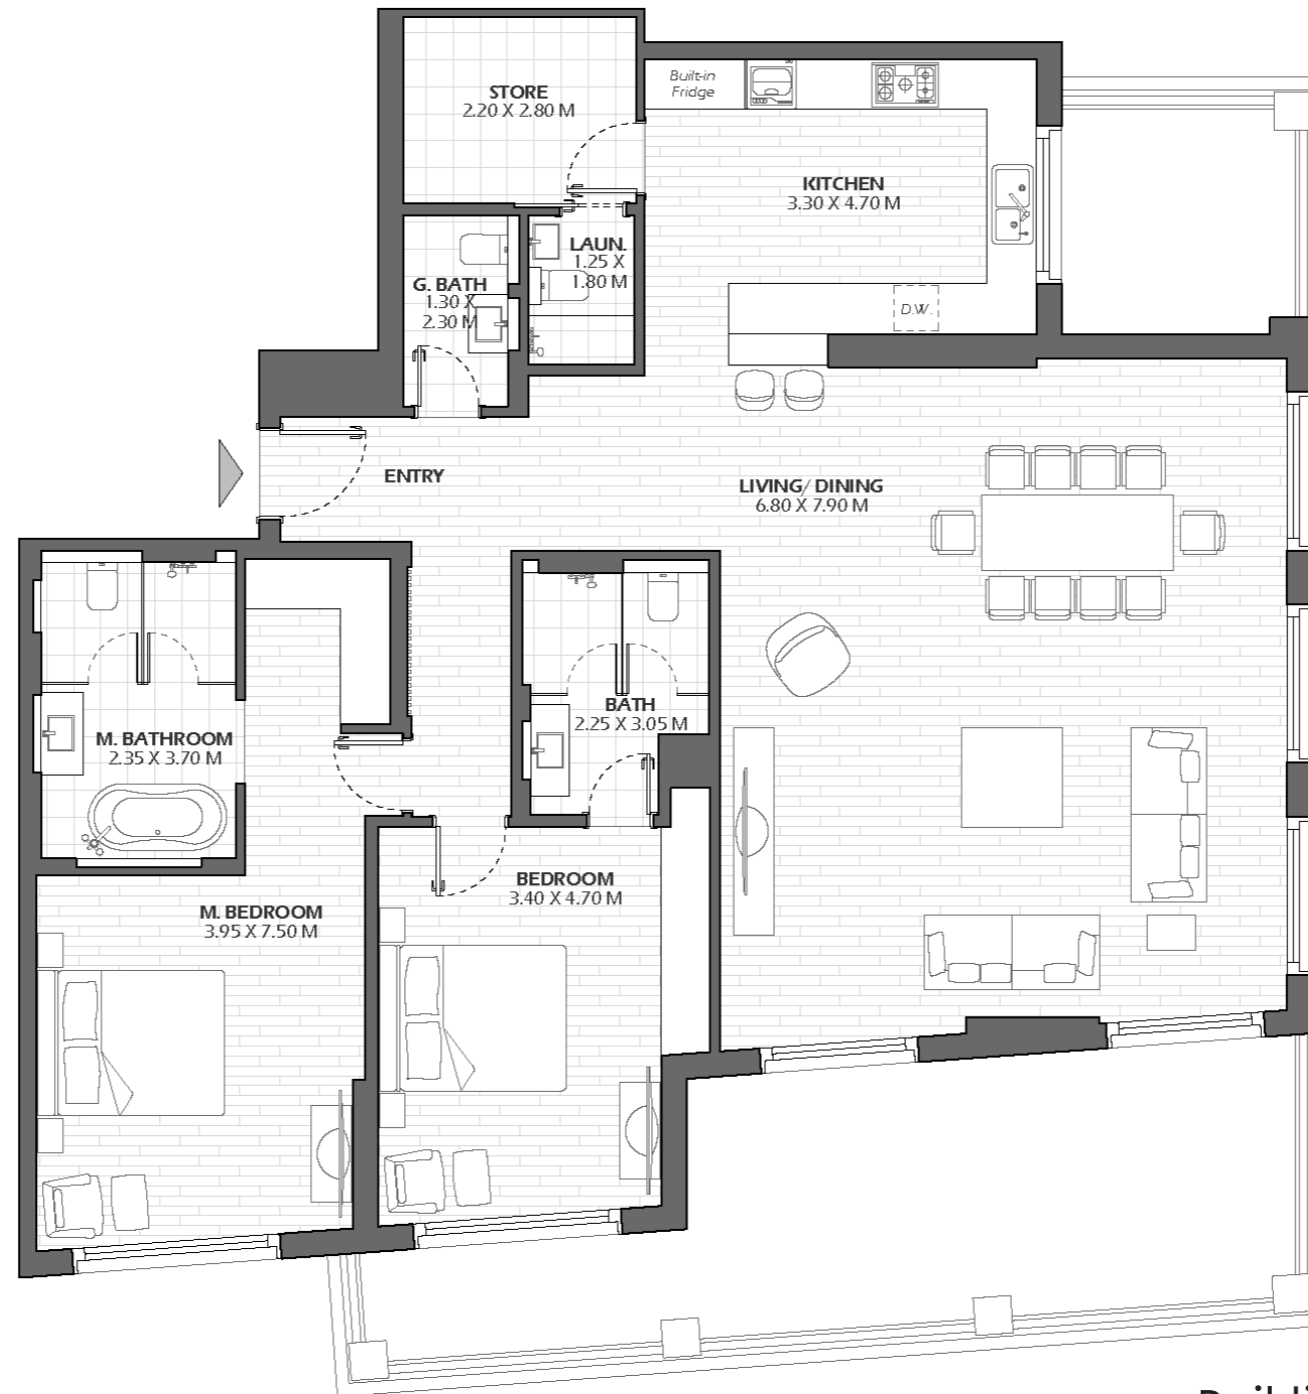 STORE
2.20 X 2.80 M
Built-in
Fridge
KITCHEN
3.30 X 4.70 M
LAUN.
1.25 X
1.80 M
G. BATH
1.30 X
2.30 M
D.W.
ENTRY
LIVING/ DINING
6.80 X 7.90 M
BATH
2.25 X 3.05 M
M. BATHROOM
2.35 X 3.70 M
BEDROOM
3.40 X 4.70 M
M. BEDROOM
3.95 X 7.50 M